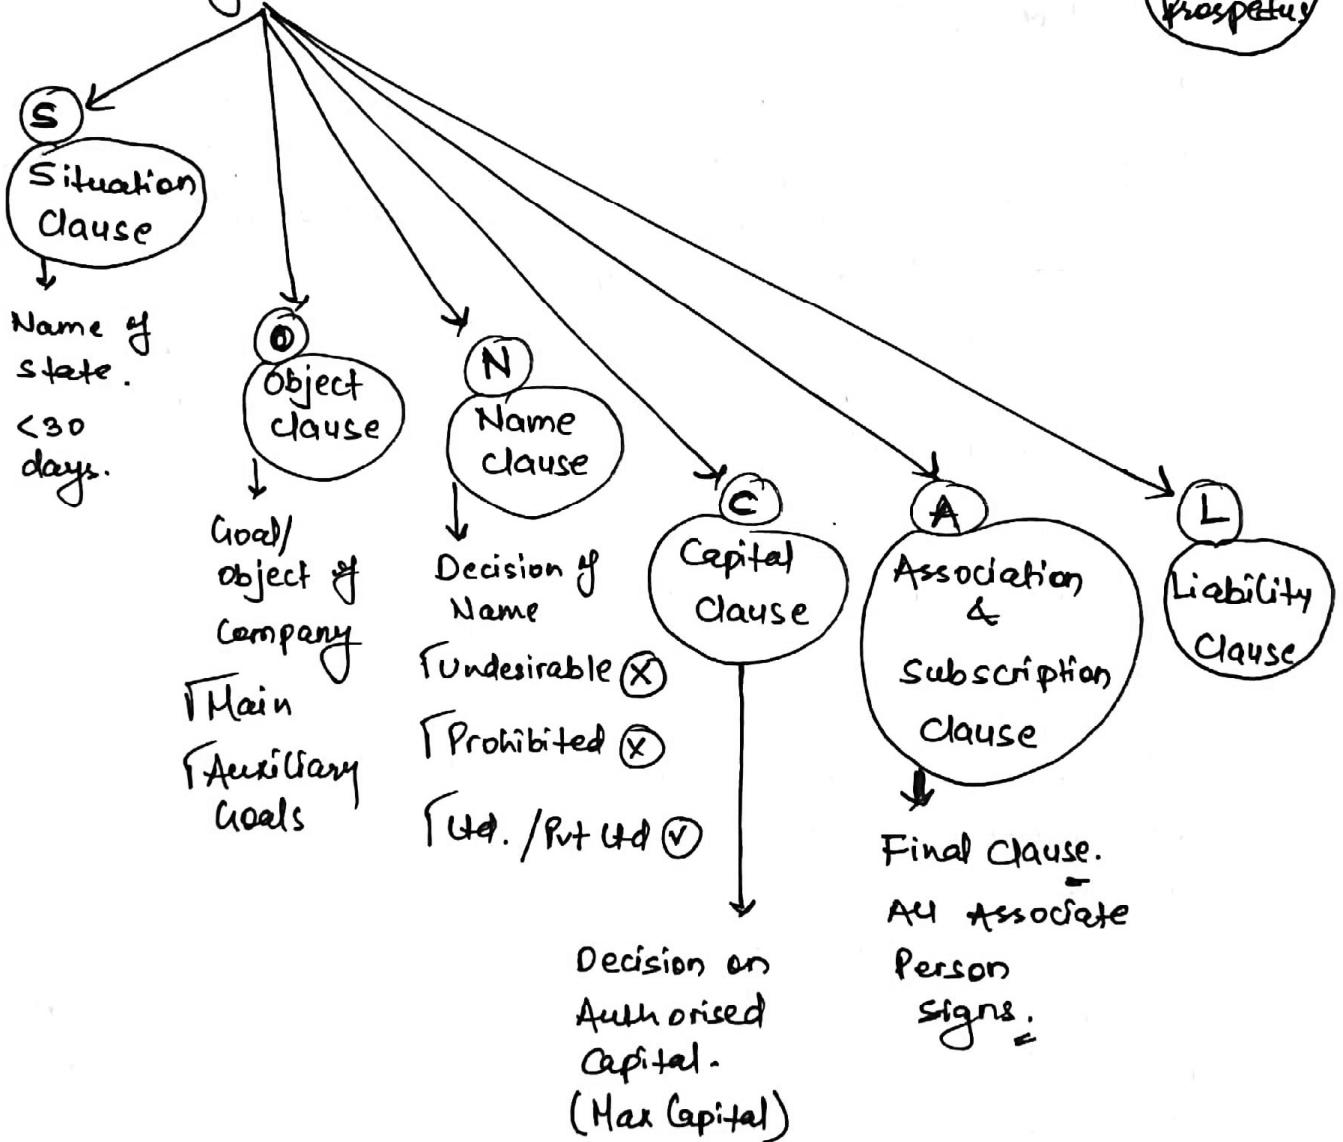 Prospetus
S
Situation
Clause
Name of
state.
<30
days.
O
Object
clause
Goal/
object of
Company
Main
Auxiliary
Goals
N
Name
clause
Decision of
Name
Undesirable X
Prohibited X
Ltd. / Pvt Ltd ✓
C
Capital
Clause
Decision on
Authorised
Capital.
(Max Capital)
A
Association
&
Subscription
Clause
Final Clause.
All Associate
Person
signs.
L
Liability
Clause